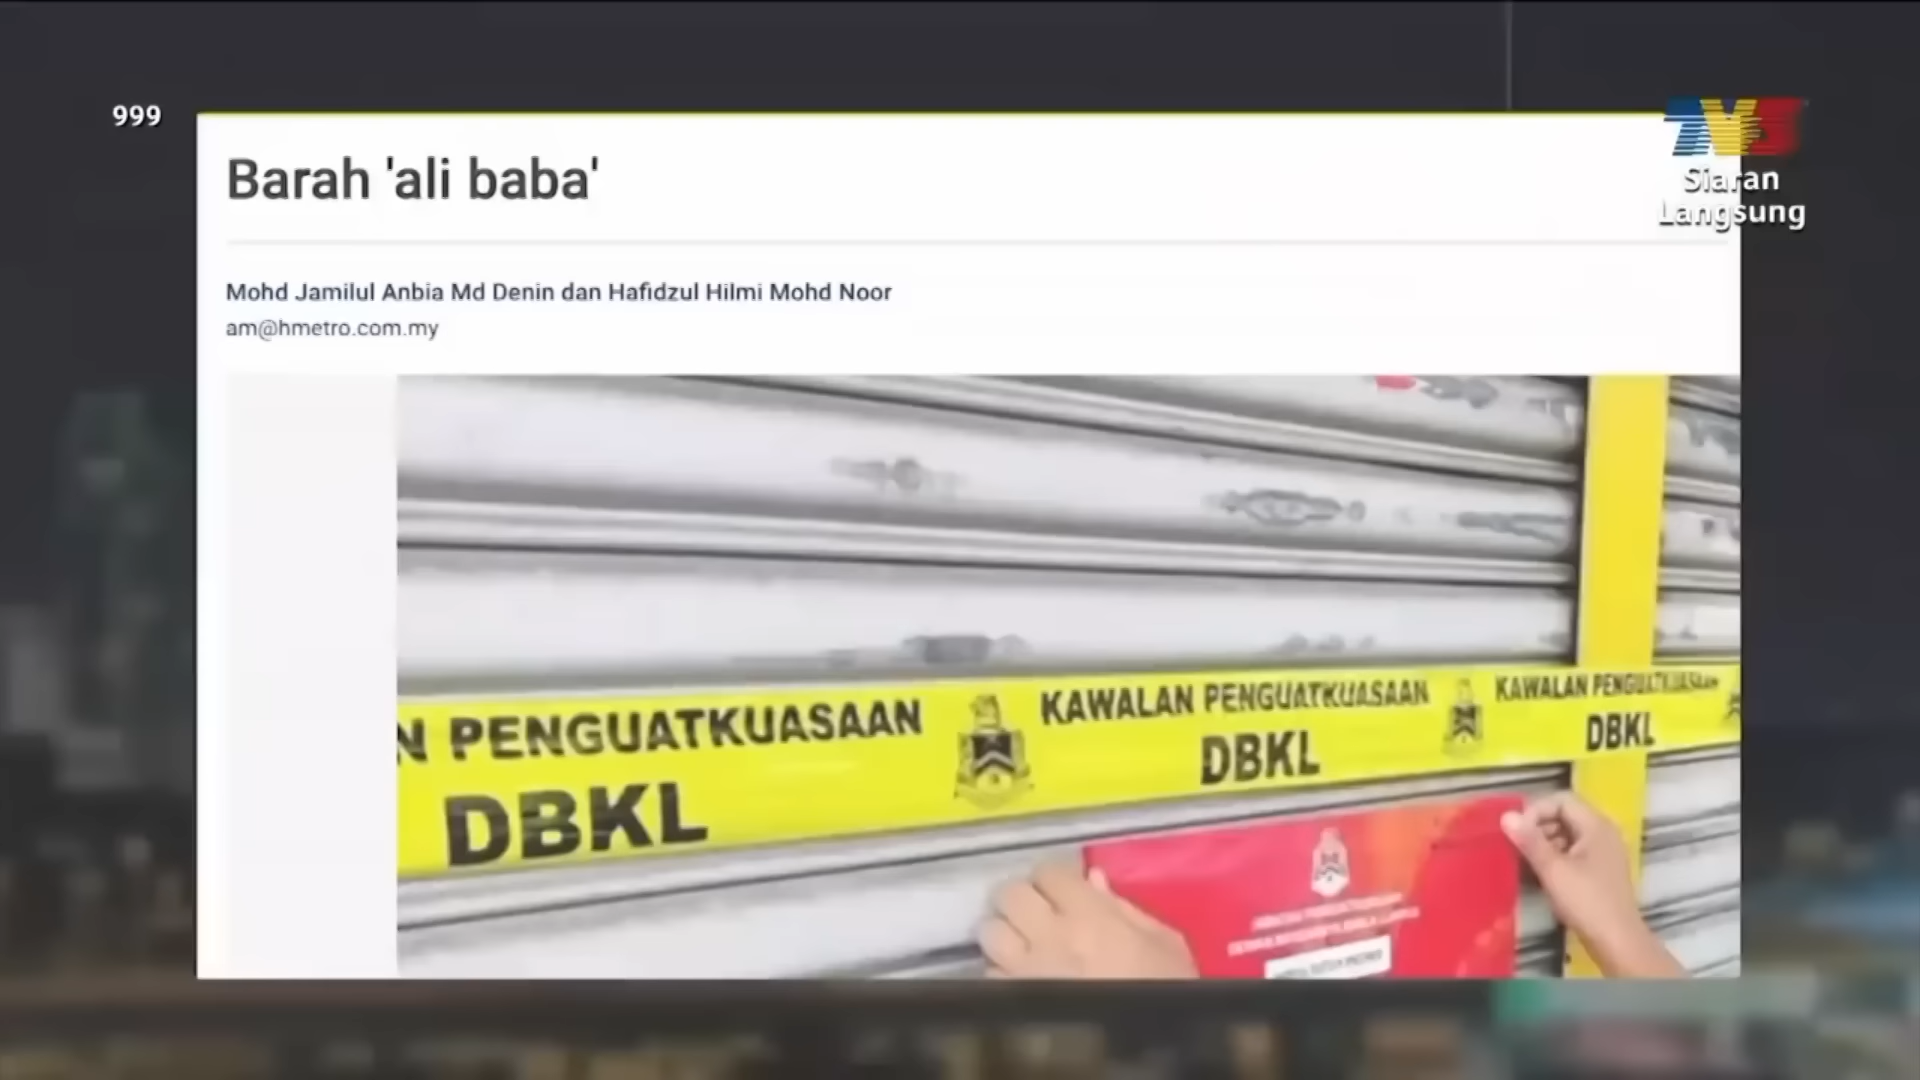 999
TV3
Siaran
Langsung
Barah 'ali baba'
Mohd Jamilul Anbia Md Denin dan Hafidzul Hilmi Mohd Noor
am@hmetro.com.my
N PENGUATKUASAAN
DBKL
KAWALAN PENGUATKUASAAN
DBKL
KAWALAN PENGUATKUASAAN
DBKL